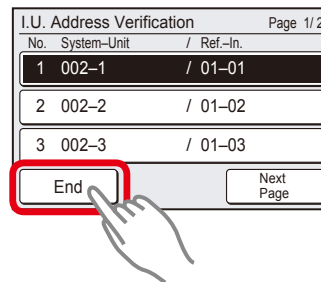 I.U. Address Verification Page 1/2
No. System–Unit / Ref.–In.
1 002–1 / 01–01
2 002–2 / 01–02
3 002–3 / 01–03
End Next
Page